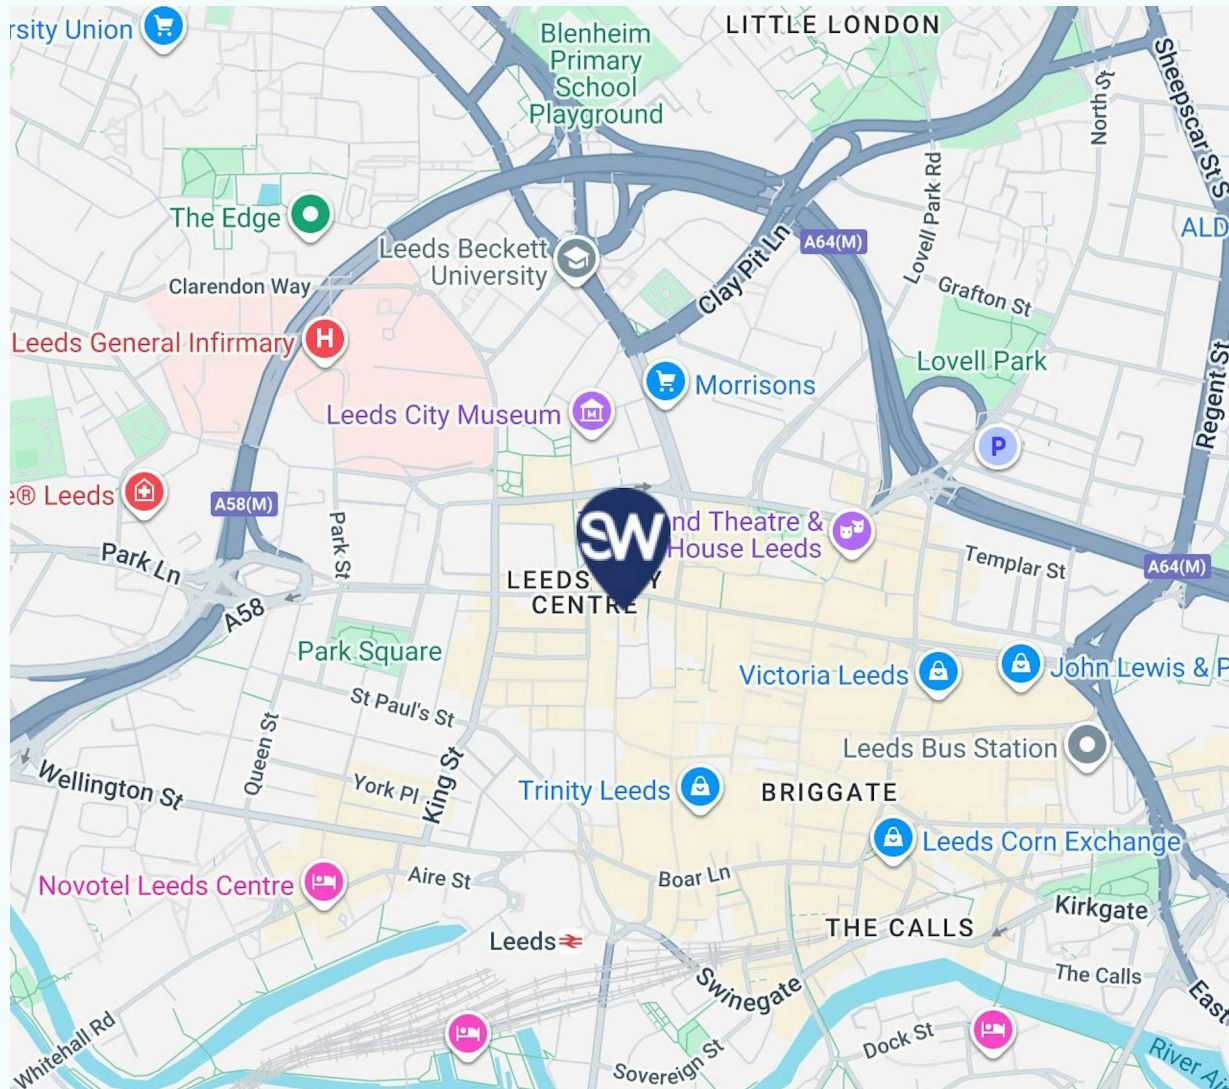 rsity Union
LITTLE LONDON
Blenheim
Primary
School
Playground
North St
Sheepscar St S
The Edge
Leeds Beckett
University
A64(M)
Lovell Park Rd
ALD
Clarendon Way
Clay Pit Ln
Grafton St
Leeds General Infirmary
H
Lovell Park
Morrisons
Regent St
Leeds City Museum
M
P
e® Leeds
A58(M)
Park St
SW
nd Theatre &
House Leeds
Park Ln
Templar St
A64(M)
LEEDS
Y
CENTRE
A58
Park Square
Victoria Leeds
John Lewis & P
St Paul's St
Queen St
Leeds Bus Station
Wellington St
York Pl
King St
Trinity Leeds
BRIGGATE
Leeds Corn Exchange
Novotel Leeds Centre
Aire St
Boar Ln
Kirkgate
Leeds
THE CALLS
Swinegate
The Calls
East
Whitehall Rd
Sovereign St
Dock St
River A